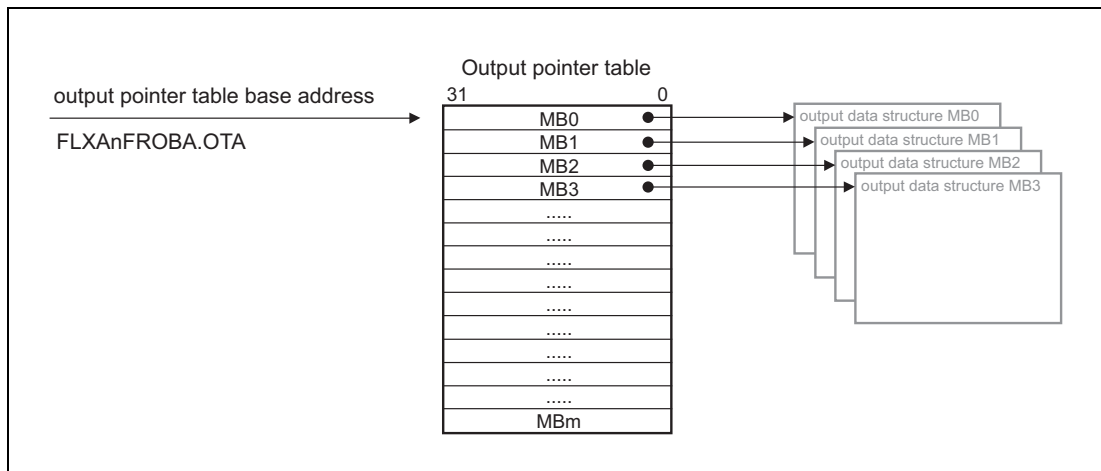 Output pointer table
output pointer table base address
31 0
FLXAnFROBA.OTA
MB0
MB1
MB2
MB3
.....
.....
.....
.....
.....
.....
.....
.....
.....
MBm
output data structure MB0
output data structure MB1
output data structure MB2
output data structure MB3